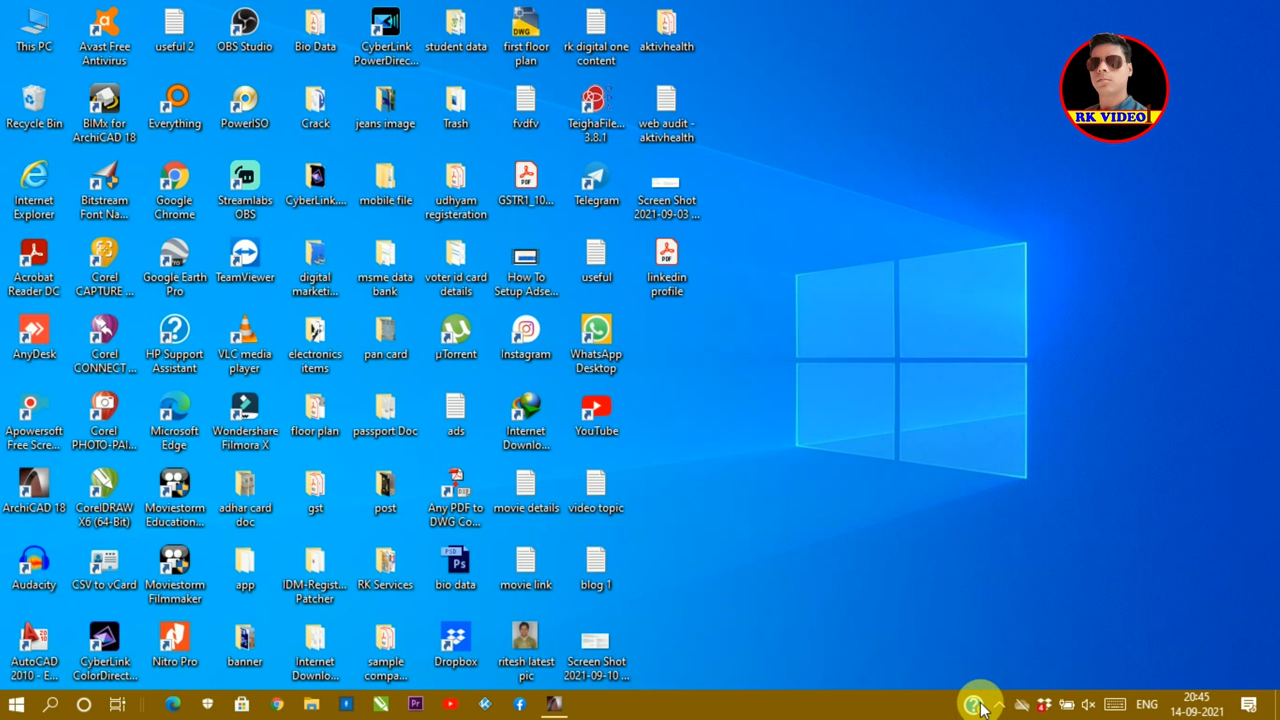 This PC
Avast Free
Antivirus
useful 2
OBS Studio
Bio Data
CyberLink
PowerDirec...
student data
first floor
plan
rk digital one
content
aktivhealth
Recycle Bin
BIMx for
ArchiCAD 18
Everything
PowerISO
Crack
jeans image
Trash
fvdfv
TeighaFile...
3.8.1
web audit -
aktivhealth
Internet
Explorer
Bitstream
Font Na...
Google
Chrome
Streamlabs
OBS
CyberLink....
mobile file
udhyam
registeration
GSTR1_10...
Telegram
Screen Shot
2021-09-03 ...
Acrobat
Reader DC
Corel
CAPTURE ...
Google Earth
Pro
TeamViewer
digital
marketi...
msme data
bank
voter id card
details
How To
Setup Adse...
useful
linkedin
profile
AnyDesk
Corel
CONNECT ...
HP Support
Assistant
VLC media
player
electronics
items
pan card
µTorrent
Instagram
WhatsApp
Desktop
Apowersoft
Free Scre...
Corel
PHOTO-PAI...
Microsoft
Edge
Wondershare
Filmora X
floor plan
passport Doc
ads
Internet
Downlo...
YouTube
ArchiCAD 18
CorelDRAW
X6 (64-Bit)
Moviestorm
Education...
adhar card
doc
gst
post
Any PDF to
DWG Co...
movie details
video topic
Audacity
CSV to vCard
Moviestorm
Filmmaker
app
IDM-Regist...
Patcher
RK Services
bio data
movie link
blog 1
AutoCAD
2010 - E...
CyberLink
ColorDirect...
Nitro Pro
banner
Internet
Downlo...
sample
compa...
Dropbox
ritesh latest
pic
Screen Shot
2021-09-10 ...
RK VIDEO1
DWG
PDF
PSD
Ps
Pr
ENG
20:45
14-09-2021